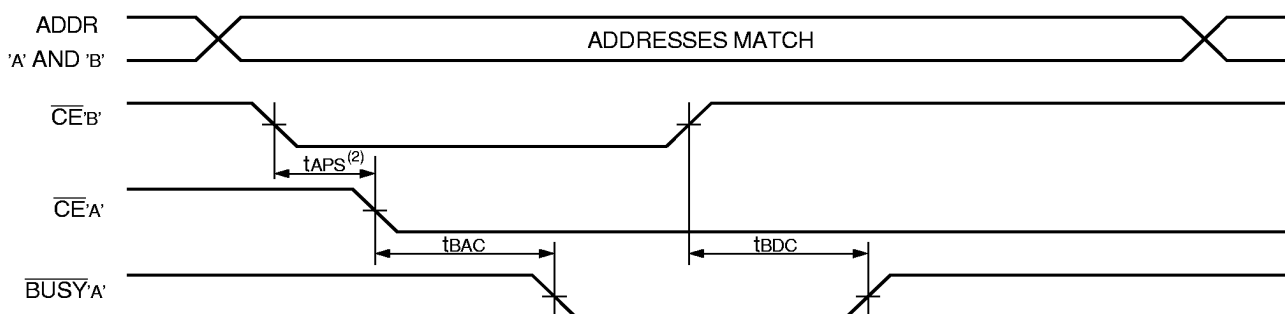 ADDR
'A' AND 'B'
ADDRESSES MATCH
CE'B'
tAPS(2)
CE'A'
tBAC
tBDC
BUSY'A'